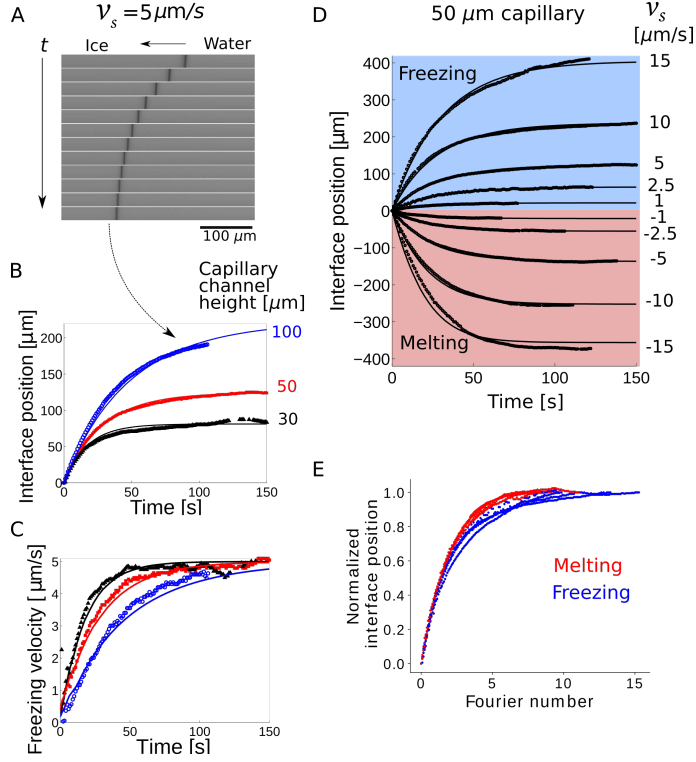 A
𝑣s =5μm/s
t
Ice
Water
100 μm
B
Capillary
channel
height [μm]
Interface position [μm]
200
150
100
50
0
0
50
100
150
100
50
30
Time [s]
C
Freezing velocity [μm/s]
5
4
3
2
1
0
0
50
100
150
Time [s]
D
50 μm capillary
𝑣s
[μm/s]
Interface position [μm]
400
300
200
100
0
−100
−200
−300
−400
Freezing
Melting
15
10
5
2.5
1
-1
-2.5
-5
-10
-15
0
50
100
150
Time [s]
E
Normalized
interface position
1.0
0.8
0.6
0.4
0.2
0.0
Melting
Freezing
0
5
10
15
Fourier number